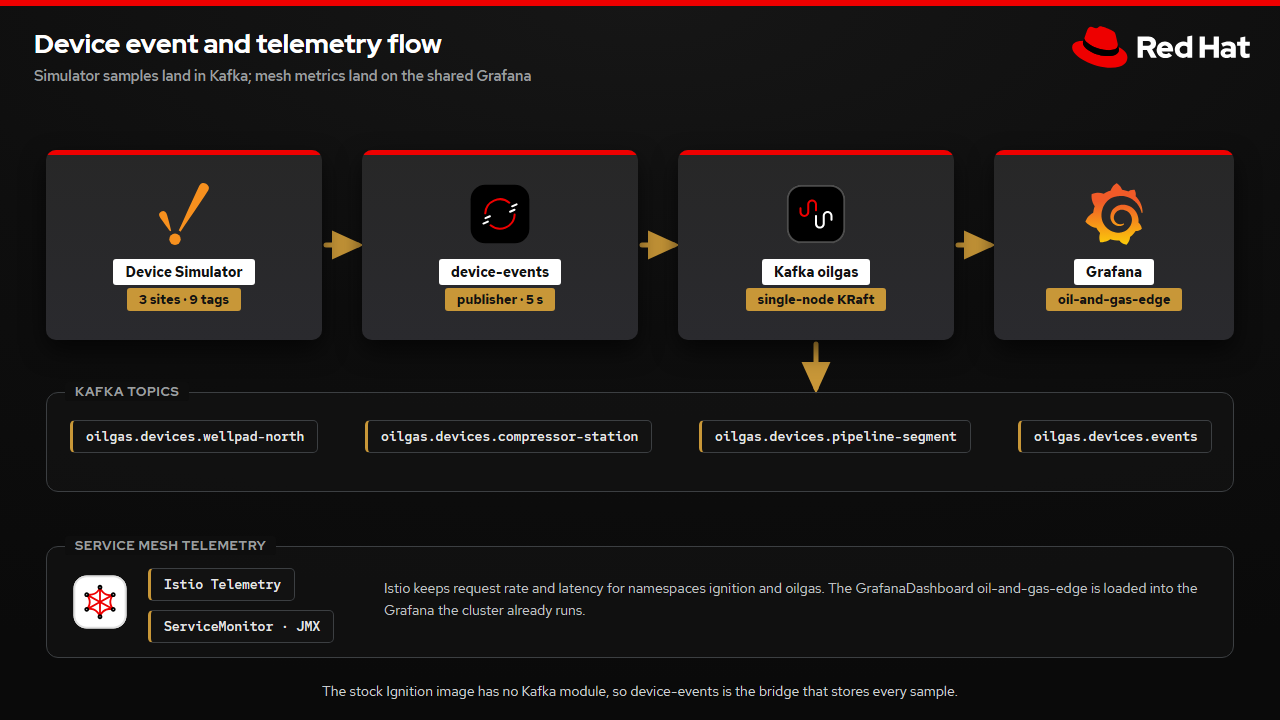 Device event and telemetry flow
Simulator samples land in Kafka; mesh metrics land on the shared Grafana
Red Hat
Device Simulator
3 sites · 9 tags
device-events
publisher · 5 s
Kafka oilgas
single-node KRaft
Grafana
oil-and-gas-edge
KAFKA TOPICS
oilgas.devices.wellpad-north
oilgas.devices.compressor-station
oilgas.devices.pipeline-segment
oilgas.devices.events
SERVICE MESH TELEMETRY
Istio Telemetry
ServiceMonitor · JMX
Istio keeps request rate and latency for namespaces ignition and oilgas. The GrafanaDashboard oil-and-gas-edge is loaded into the
Grafana the cluster already runs.
The stock Ignition image has no Kafka module, so device-events is the bridge that stores every sample.